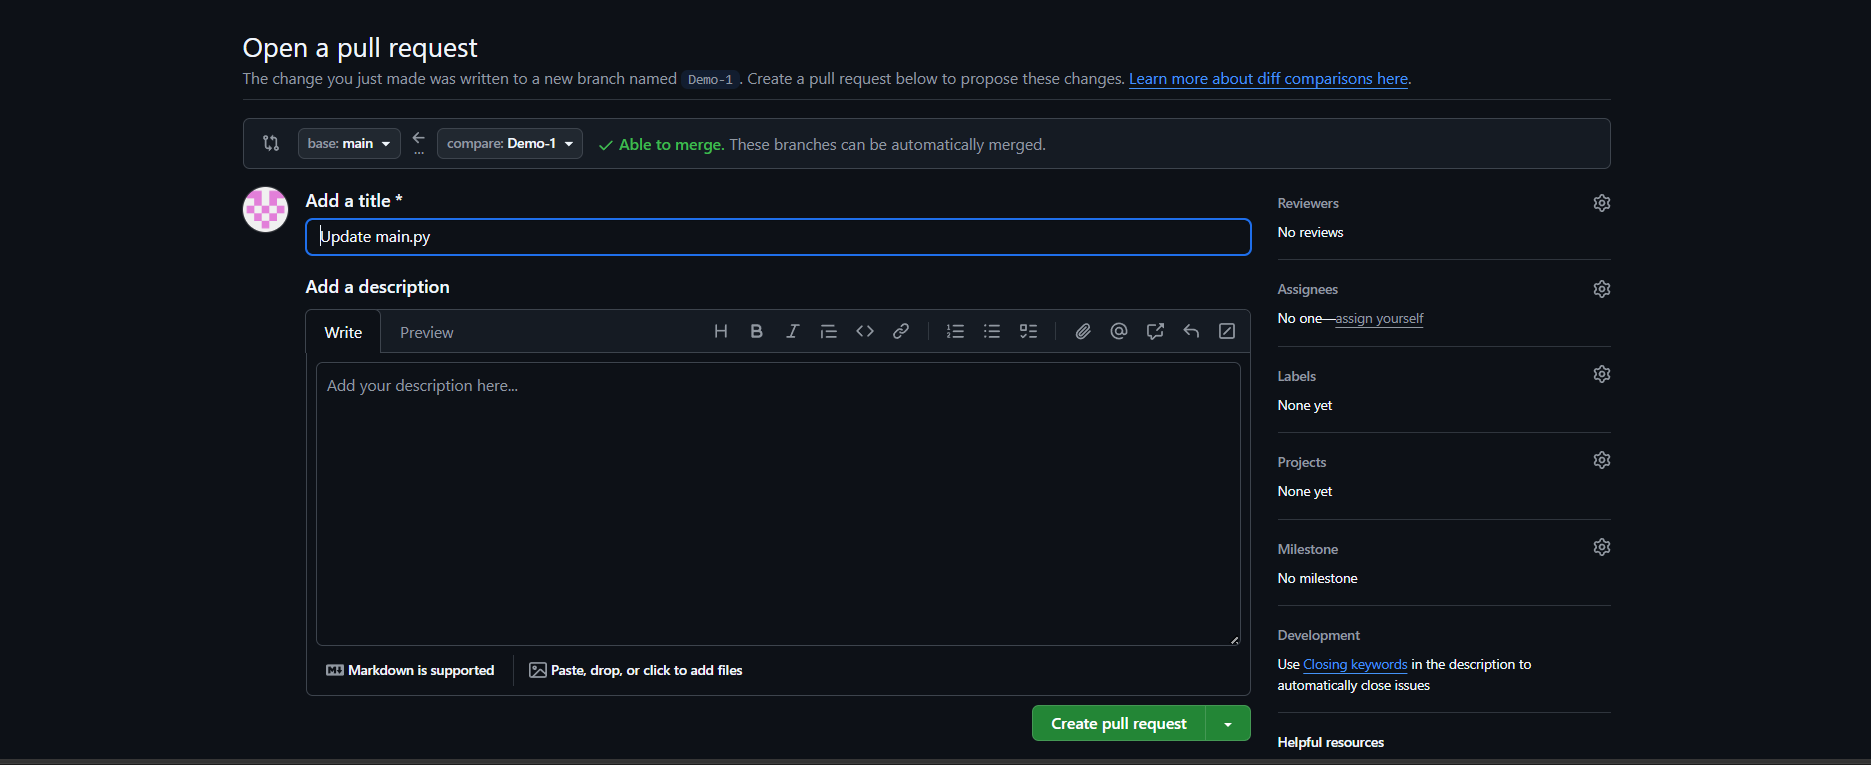 Open a pull request
The change you just made was written to a new branch named Demo-1. Create a pull request below to propose these changes. Learn more about diff comparisons here.
base: main
...
compare: Demo-1
Able to merge. These branches can be automatically merged.
Add a title *
Update main.py
Add a description
Write
Preview
Add your description here...
Markdown is supported
Paste, drop, or click to add files
Create pull request
Reviewers
No reviews
Assignees
No one—assign yourself
Labels
None yet
Projects
None yet
Milestone
No milestone
Development
Use Closing keywords in the description to
automatically close issues
Helpful resources